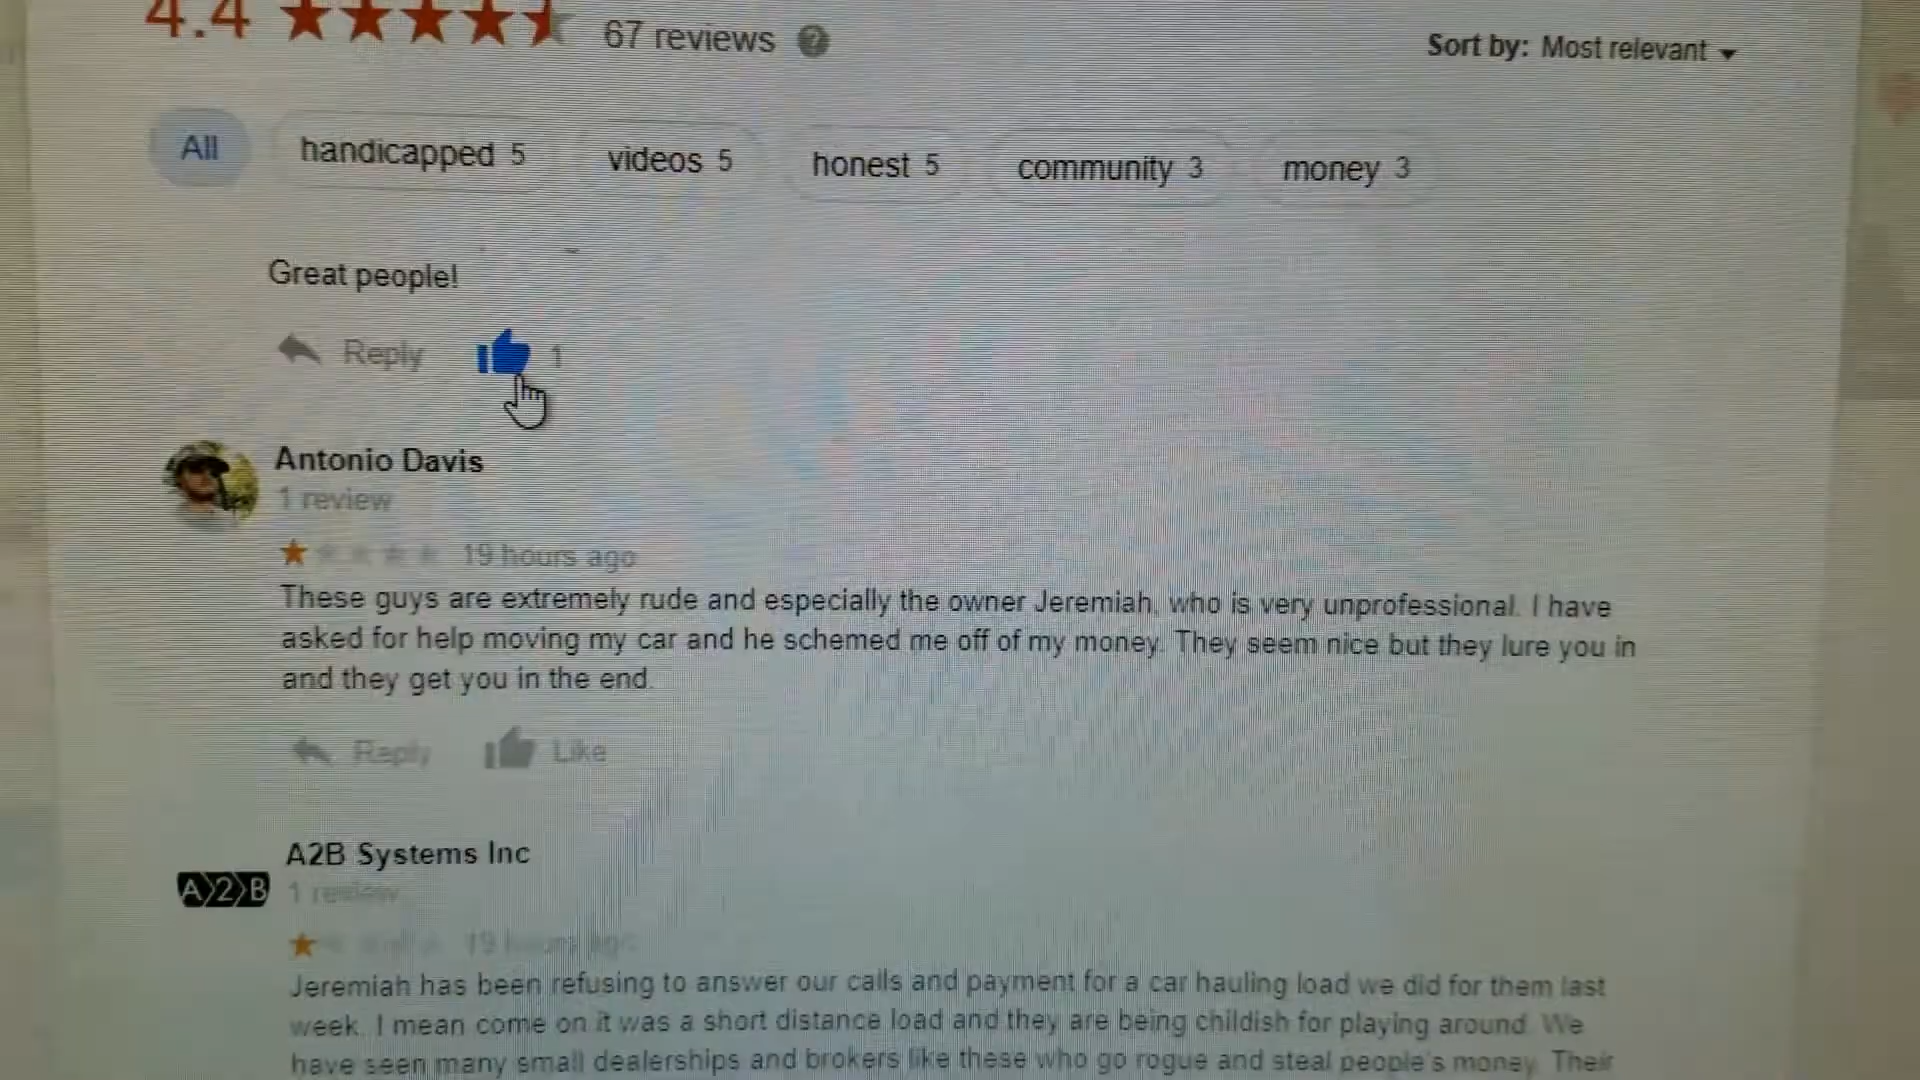 4.4 67 reviews ?
Sort by: Most relevant
All handicapped 5 videos 5 honest 5 community 3 money 3
Great people!
Reply 1
Antonio Davis
1 review
19 hours ago
These guys are extremely rude and especially the owner Jeremiah, who is very unprofessional. I have
asked for help moving my car and he schemed me off of my money. They seem nice but they lure you in
and they get you in the end.
Reply Like
A2B Systems Inc
A2B
1 review
19 hours ago
Jeremiah has been refusing to answer our calls and payment for a car hauling load we did for them last
week. I mean come on it was a short distance load and they are being childish for playing around. We
have seen many small dealerships and brokers like these who go rogue and steal people's money. Their